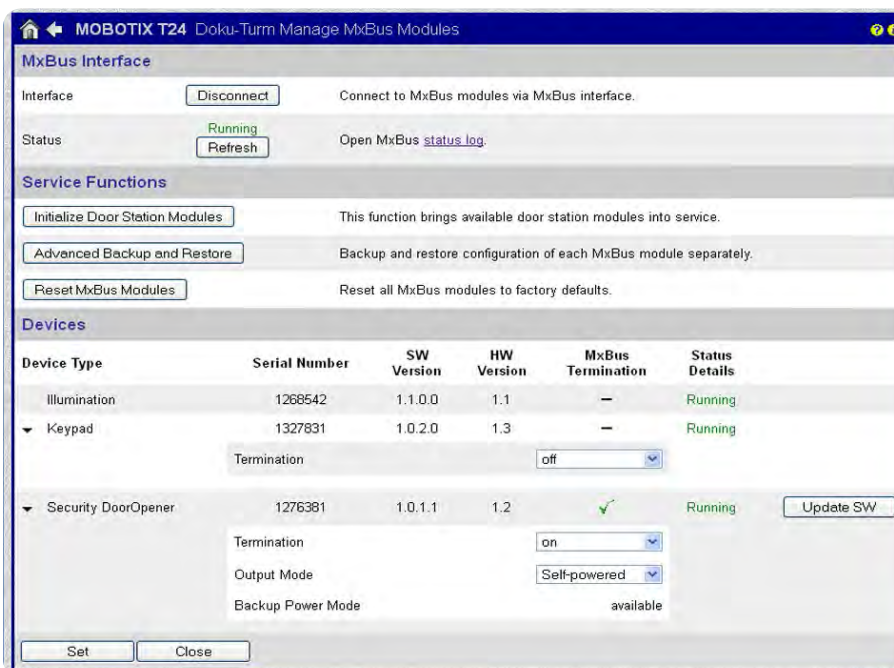 MOBOTIX T24 Doku-Turm Manage MxBus Modules
MxBus Interface
Interface Disconnect Connect to MxBus modules via MxBus interface.
Status Running Refresh Open MxBus status log.
Service Functions
Initialize Door Station Modules This function brings available door station modules into service.
Advanced Backup and Restore Backup and restore configuration of each MxBus module separately.
Reset MxBus Modules Reset all MxBus modules to factory defaults.
Devices
Device Type Serial Number SW Version HW Version MxBus Termination Status Details
Illumination 1268542 1.1.0.0 1.1 – Running
Keypad 1327831 1.0.2.0 1.3 – Running
Termination off
Security DoorOpener 1276381 1.0.1.1 1.2 ✓ Running Update SW
Termination on
Output Mode Self-powered
Backup Power Mode available
Set Close